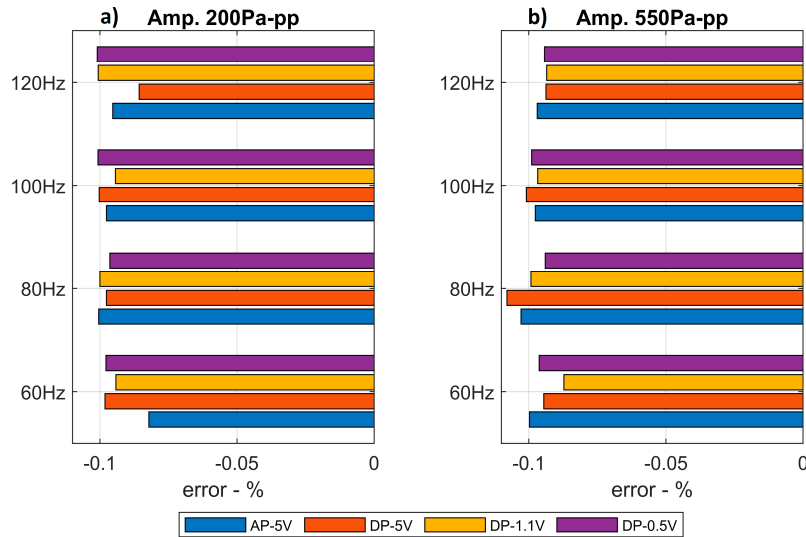 a) Amp. 200Pa-pp
120Hz
100Hz
80Hz
60Hz
-0.1 -0.05 0
error - %
b) Amp. 550Pa-pp
120Hz
100Hz
80Hz
60Hz
-0.1 -0.05 0
error - %
AP-5V DP-5V DP-1.1V DP-0.5V